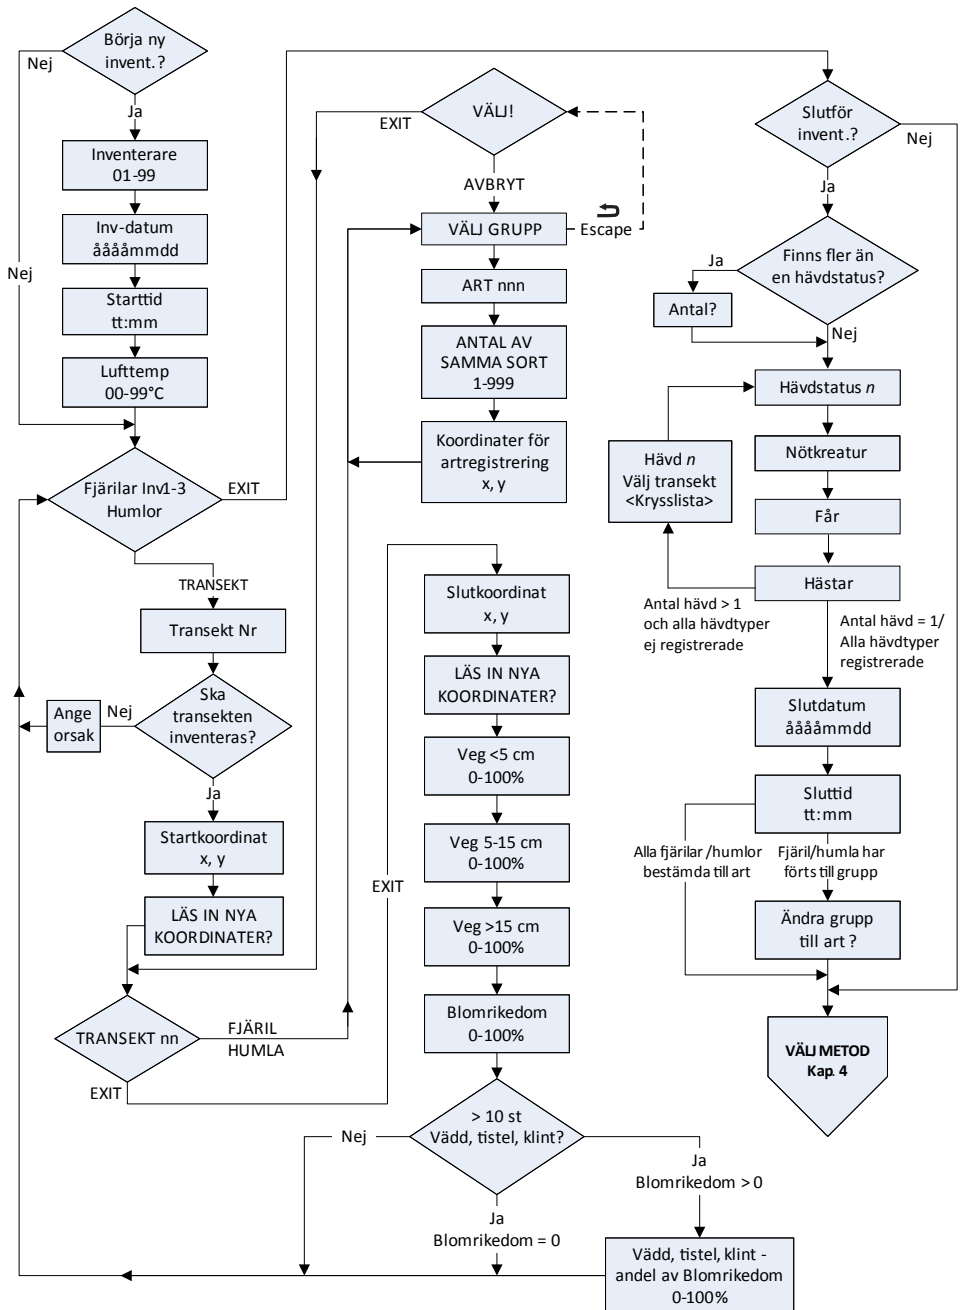 Börja ny
invent.?
Nej
Ja
Inventerare
01-99
Inv-datum
ååååmmdd
Nej
Starttid
tt:mm
Lufttemp
00-99°C
Fjärilar Inv1-3
Humlor
EXIT
TRANSEKT
Transekt Nr
Ska
transekten
inventeras?
Nej
Ange
orsak
Ja
Startkoordinat
x, y
LÄS IN NYA
KOORDINATER?
TRANSEKT nn
FJÄRIL
HUMLA
EXIT
VÄLJ!
EXIT
AVBRYT
VÄLJ GRUPP
Escape
ART nnn
ANTAL AV
SAMMA SORT
1-999
Koordinater för
artregistrering
x, y
EXIT
Slutkoordinat
x, y
LÄS IN NYA
KOORDINATER?
Veg <5 cm
0-100%
Veg 5-15 cm
0-100%
Veg >15 cm
0-100%
Blomrikedom
0-100%
> 10 st
Vädd, tistel, klint?
Nej
Ja
Blomrikedom = 0
Ja
Blomrikedom > 0
Vädd, tistel, klint -
andel av Blomrikedom
0-100%
Slutför
invent.?
Nej
Ja
Finns fler än
en hävdstatus?
Ja
Antal?
Nej
Hävdstatus n
Nötkreatur
Får
Hästar
Hävd n
Välj transekt
<Krysslista>
Antal hävd > 1
och alla hävdtyper
ej registrerade
Antal hävd = 1/
Alla hävdtyper
registrerade
Slutdatum
ååååmmdd
Sluttid
tt:mm
Alla fjärilar /humlor
bestämda till art
Fjäril/humla har
förts till grupp
Ändra grupp
till art ?
VÄLJ METOD
Kap. 4